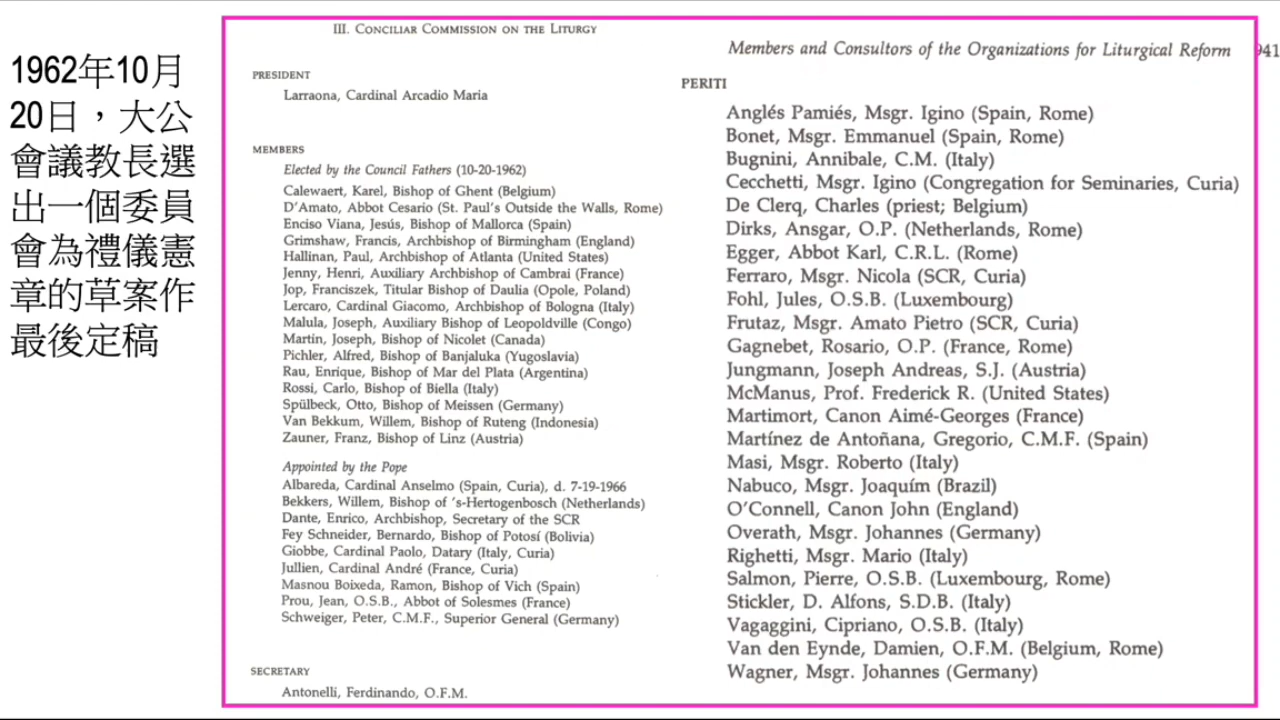 1962年10月
20日，大公
會議教長選
出一個委員
會為禮儀憲
章的草案作
最後定稿
III. Conciliar Commission on the Liturgy
PRESIDENT
Larraona, Cardinal Arcadio Maria
MEMBERS
Elected by the Council Fathers (10-20-1962)
Calewaert, Karel, Bishop of Ghent (Belgium)
D'Amato, Abbot Cesario (St. Paul's Outside the Walls, Rome)
Enciso Viana, Jesús, Bishop of Mallorca (Spain)
Grimshaw, Francis, Archbishop of Birmingham (England)
Hallinan, Paul, Archbishop of Atlanta (United States)
Jenny, Henri, Auxiliary Archbishop of Cambrai (France)
Jop, Franciszek, Titular Bishop of Daulia (Opole, Poland)
Lercaro, Cardinal Giacomo, Archbishop of Bologna (Italy)
Malula, Joseph, Auxiliary Bishop of Leopoldville (Congo)
Martin, Joseph, Bishop of Nicolet (Canada)
Pichler, Alfred, Bishop of Banjaluka (Yugoslavia)
Rau, Enrique, Bishop of Mar del Plata (Argentina)
Rossi, Carlo, Bishop of Biella (Italy)
Spülbeck, Otto, Bishop of Meissen (Germany)
Van Bekkum, Willem, Bishop of Ruteng (Indonesia)
Zauner, Franz, Bishop of Linz (Austria)
Appointed by the Pope
Albareda, Cardinal Anselmo (Spain, Curia), d. 7-19-1966
Bekkers, Willem, Bishop of 's-Hertogenbosch (Netherlands)
Dante, Enrico, Archbishop, Secretary of the SCR
Fey Schneider, Bernardo, Bishop of Potosí (Bolivia)
Giobbe, Cardinal Paolo, Datary (Italy, Curia)
Jullien, Cardinal André (France, Curia)
Masnou Boixeda, Ramon, Bishop of Vich (Spain)
Prou, Jean, O.S.B., Abbot of Solesmes (France)
Schweiger, Peter, C.M.F., Superior General (Germany)
SECRETARY
Antonelli, Ferdinando, O.F.M.
Members and Consultors of the Organizations for Liturgical Reform 941
PERITI
Anglés Pamiés, Msgr. Igino (Spain, Rome)
Bonet, Msgr. Emmanuel (Spain, Rome)
Bugnini, Annibale, C.M. (Italy)
Cecchetti, Msgr. Igino (Congregation for Seminaries, Curia)
De Clerq, Charles (priest; Belgium)
Dirks, Ansgar, O.P. (Netherlands, Rome)
Egger, Abbot Karl, C.R.L. (Rome)
Ferraro, Msgr. Nicola (SCR, Curia)
Fohl, Jules, O.S.B. (Luxembourg)
Frutaz, Msgr. Amato Pietro (SCR, Curia)
Gagnebet, Rosario, O.P. (France, Rome)
Jungmann, Joseph Andreas, S.J. (Austria)
McManus, Prof. Frederick R. (United States)
Martimort, Canon Aimé-Georges (France)
Martínez de Antoñana, Gregorio, C.M.F. (Spain)
Masi, Msgr. Roberto (Italy)
Nabuco, Msgr. Joaquím (Brazil)
O'Connell, Canon John (England)
Overath, Msgr. Johannes (Germany)
Righetti, Msgr. Mario (Italy)
Salmon, Pierre, O.S.B. (Luxembourg, Rome)
Stickler, D. Alfons, S.D.B. (Italy)
Vagaggini, Cipriano, O.S.B. (Italy)
Van den Eynde, Damien, O.F.M. (Belgium, Rome)
Wagner, Msgr. Johannes (Germany)